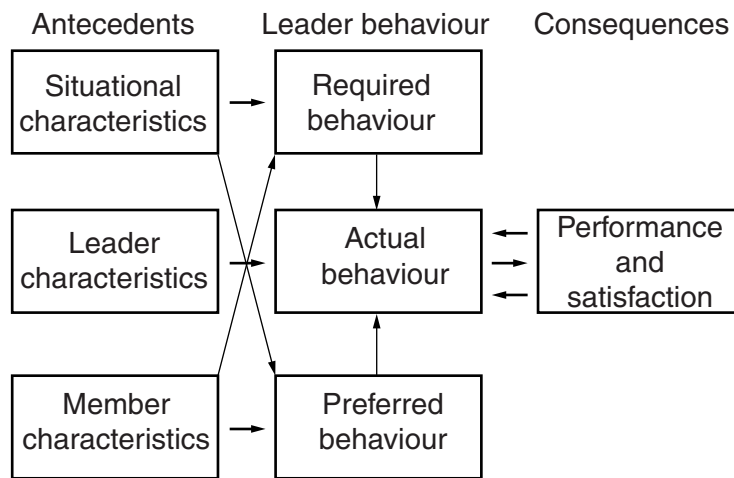 Antecedents
Leader behaviour
Consequences
Situational
characteristics
Required
behaviour
Leader
characteristics
Actual
behaviour
Performance
and
satisfaction
Member
characteristics
Preferred
behaviour